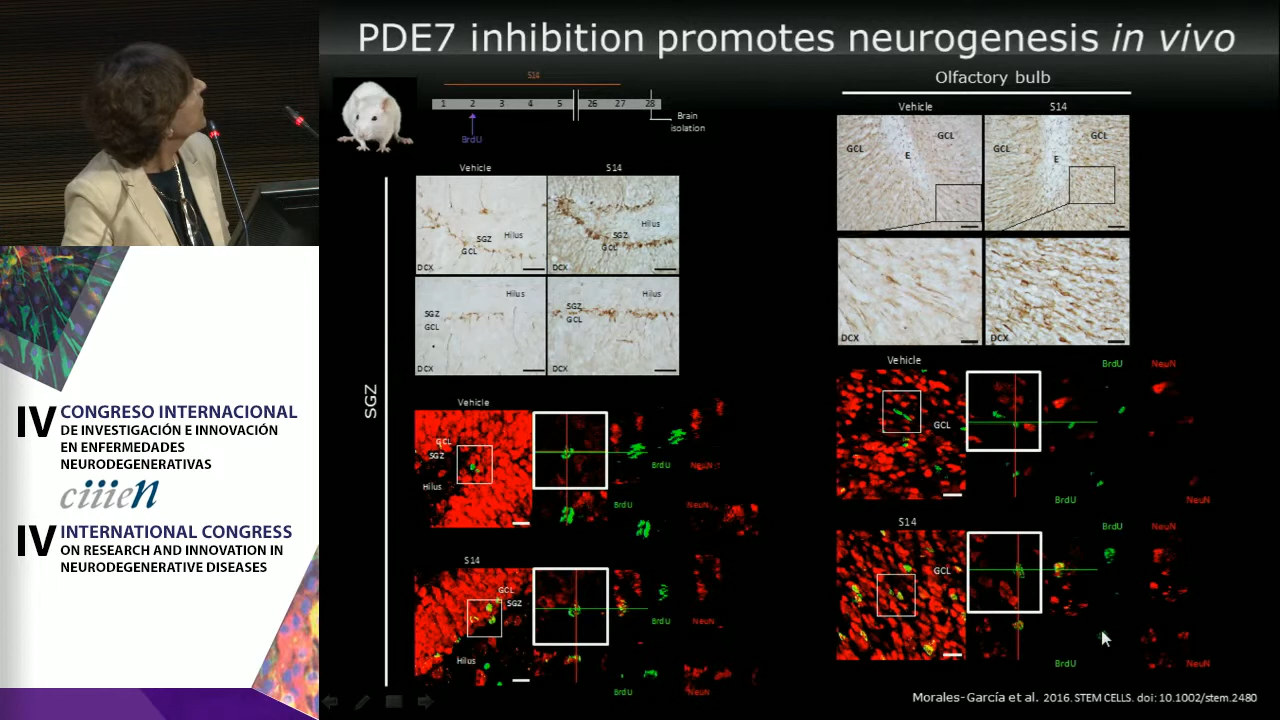 PDE7 inhibition promotes neurogenesis in vivo
S14
1 2 3 4 5 26 27 28
BrdU
Brain
isolation
Vehicle S14
SGZ
GCL
Hilus
DCX
SGZ
GCL
Hilus
DCX
SGZ
GCL
Hilus
DCX
SGZ
GCL
Hilus
DCX
SGZ
Vehicle
GCL
SGZ
Hilus
BrdU NeuN
BrdU NeuN
S14
GCL
SGZ
Hilus
BrdU NeuN
BrdU NeuN
Olfactory bulb
Vehicle S14
GCL E GCL
GCL E GCL
DCX DCX
Vehicle
BrdU NeuN
GCL
BrdU NeuN
S14
BrdU NeuN
GCL
BrdU NeuN
Morales-García et al. 2016. STEM CELLS. doi: 10.1002/stem.2480
IV CONGRESO INTERNACIONAL
DE INVESTIGACIÓN E INNOVACIÓN
EN ENFERMEDADES
NEURODEGENERATIVAS
ciiieN
IV INTERNATIONAL CONGRESS
ON RESEARCH AND INNOVATION IN
NEURODEGENERATIVE DISEASES